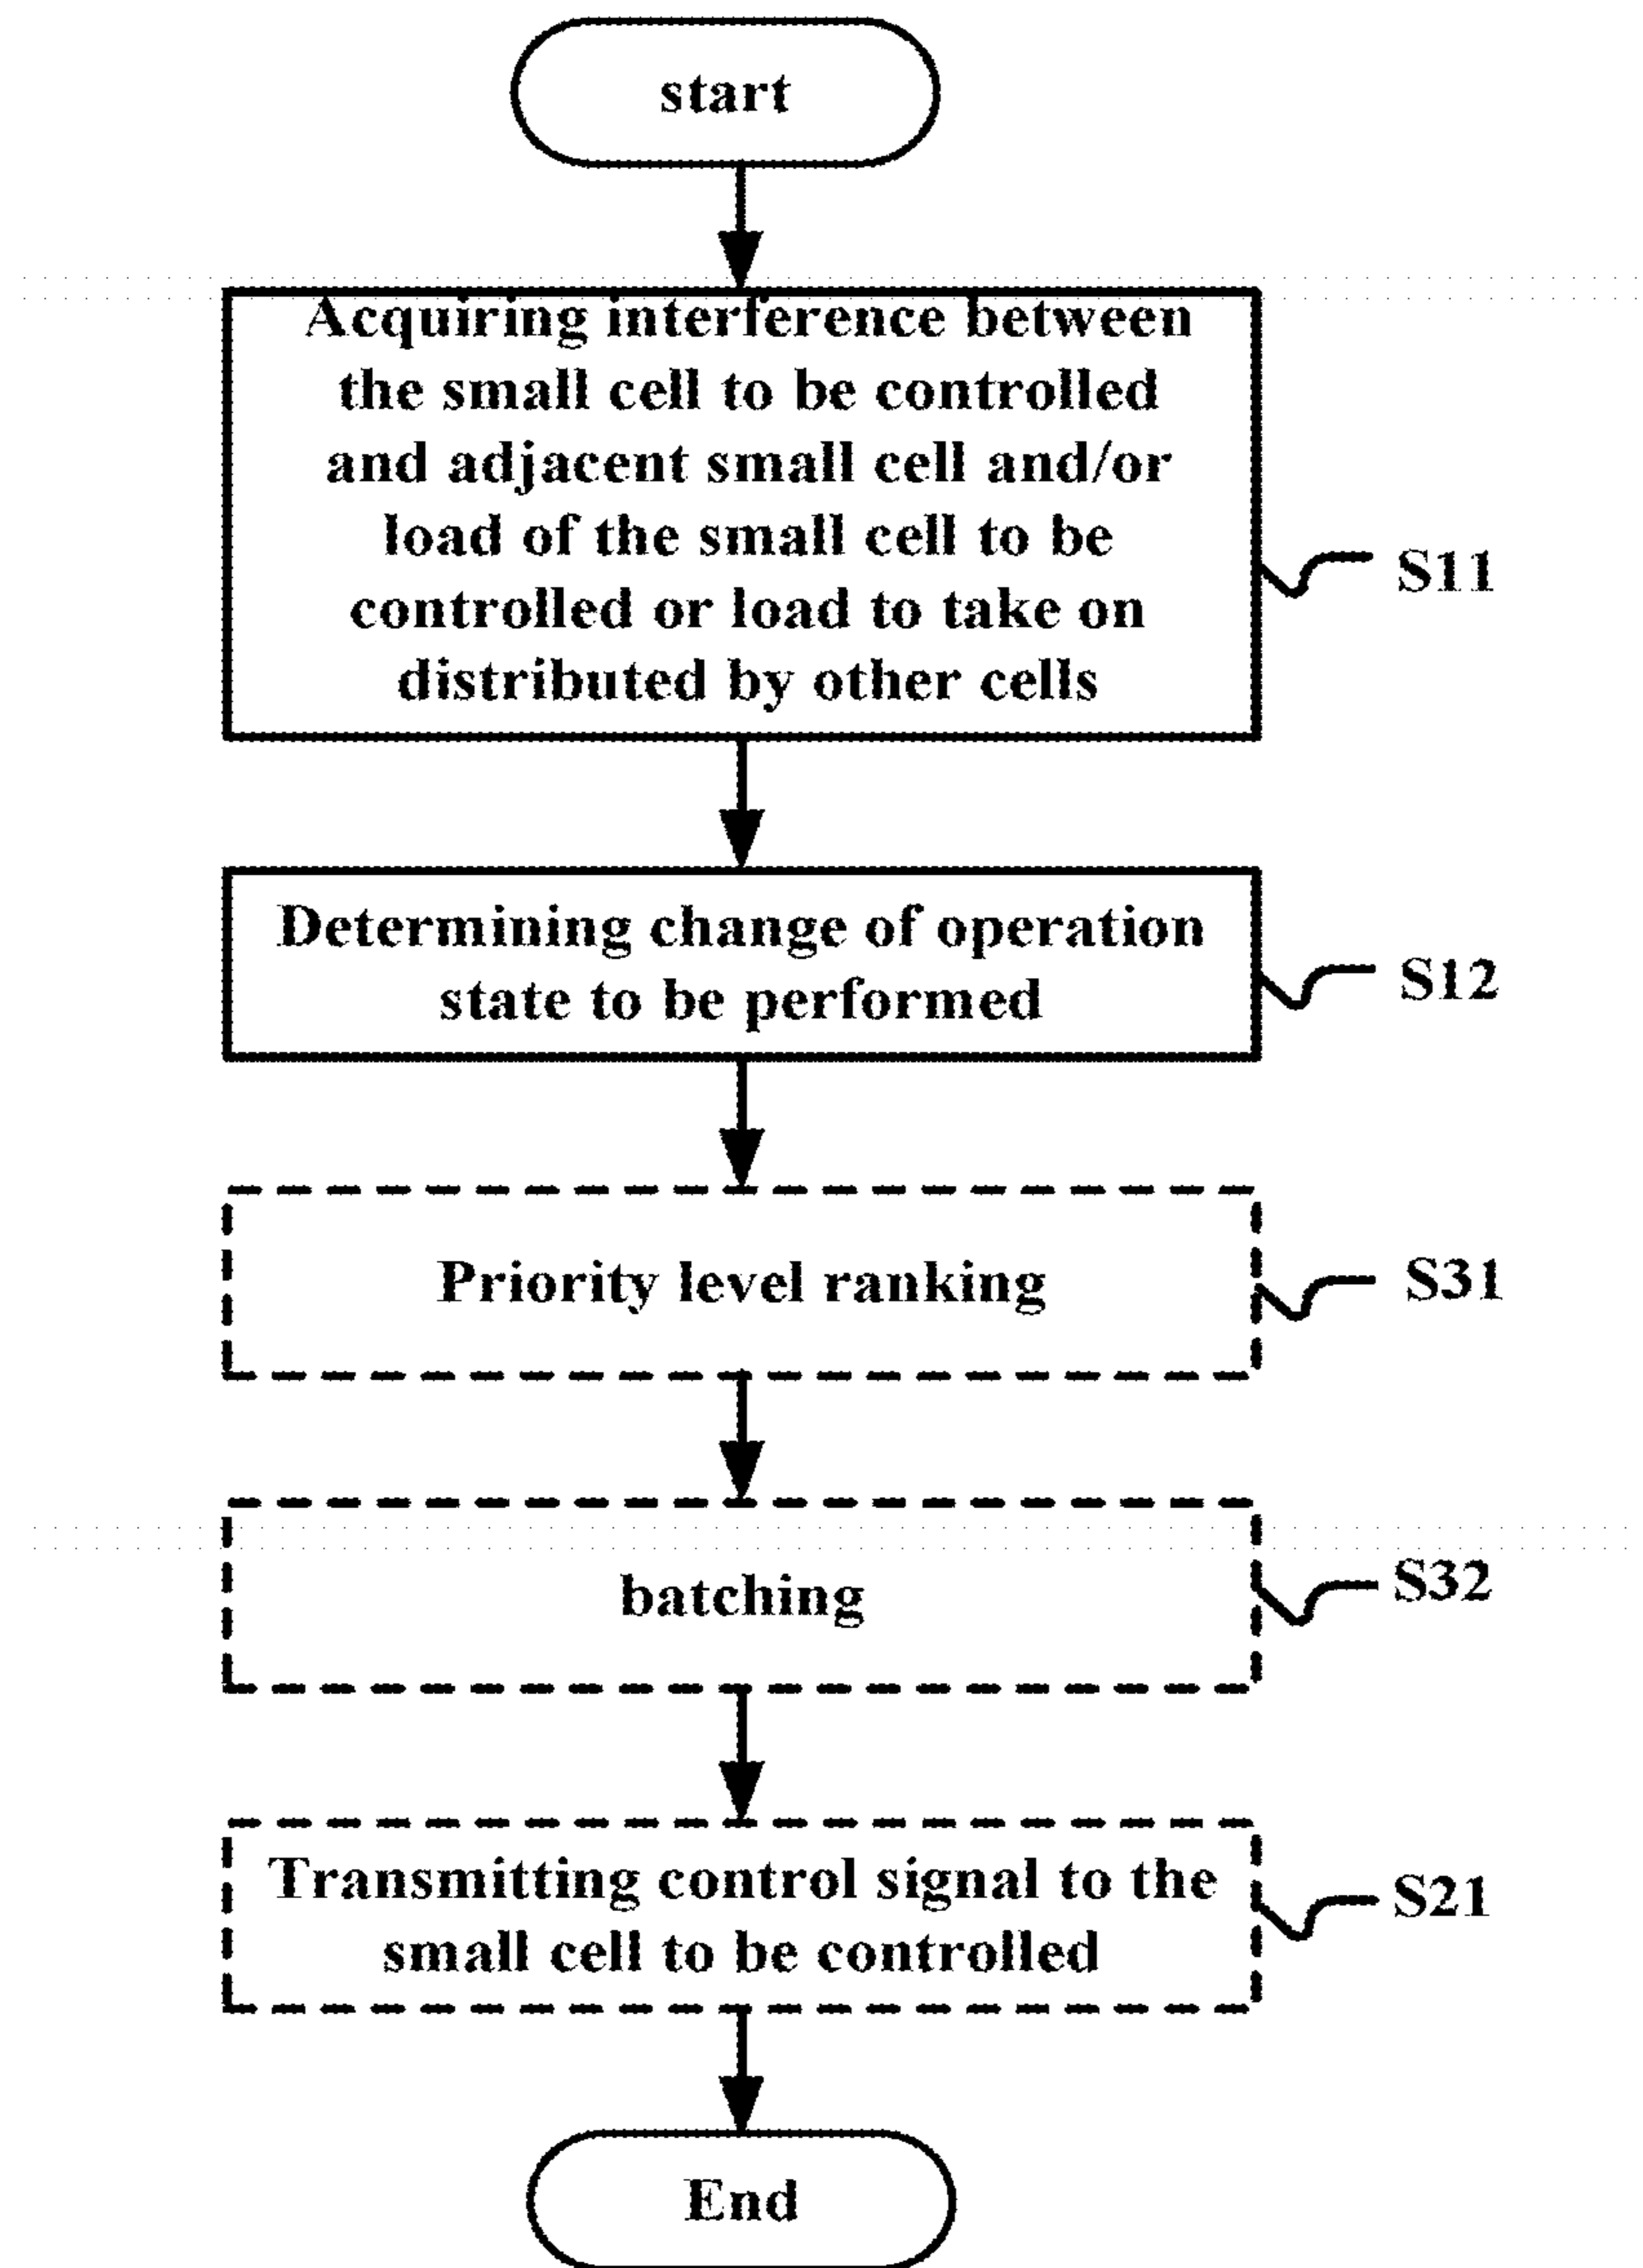 start
Acquiring interference between
the small cell to be controlled
and adjacent small cell and/or
load of the small cell to be
controlled or load to take on
distributed by other cells
S11
Determining change of operation
state to be performed
S12
Priority level ranking
S31
batching
S32
Transmitting control signal to the
small cell to be controlled
S21
End